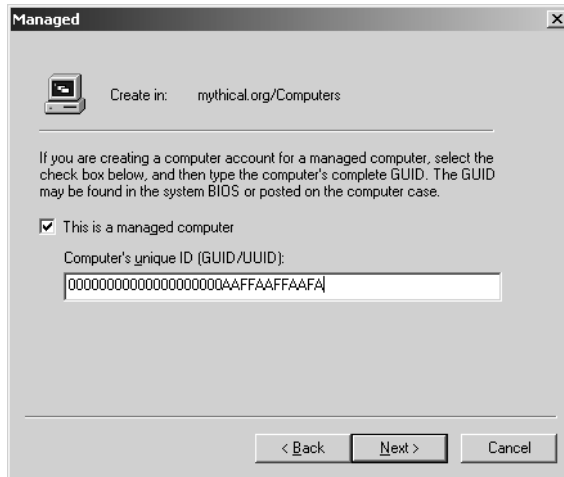 Managed
Create in: mythical.org/Computers
If you are creating a computer account for a managed computer, select the
check box below, and then type the computer's complete GUID. The GUID
may be found in the system BIOS or posted on the computer case.
This is a managed computer
Computer's unique ID (GUID/UUID):
00000000000000000000AAFFAAFFAAFA
< Back
Next >
Cancel